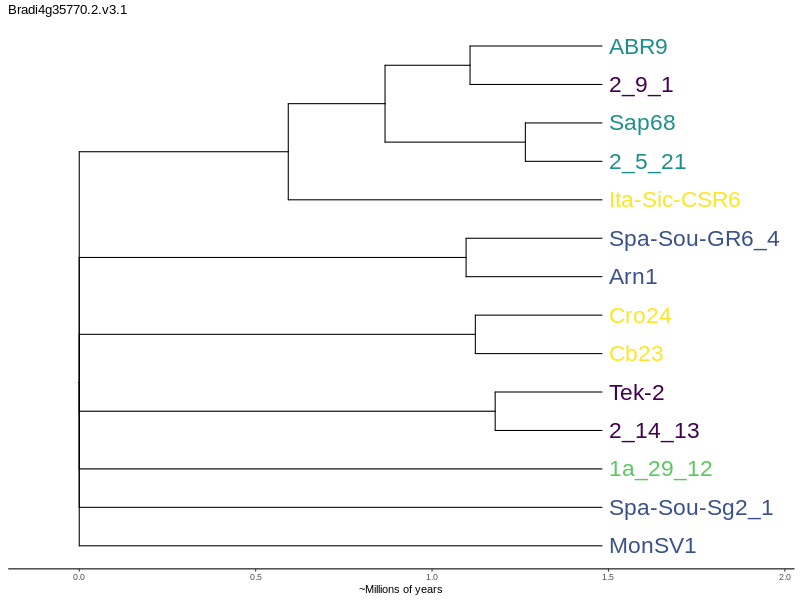 Bradi4g35770.2.v3.1
ABR9
2_9_1
Sap68
2_5_21
Ita-Sic-CSR6
Spa-Sou-GR6_4
Arn1
Cro24
Cb23
Tek-2
2_14_13
1a_29_12
Spa-Sou-Sg2_1
MonSV1
0.0 0.5 1.0 1.5 2.0
~Millions of years